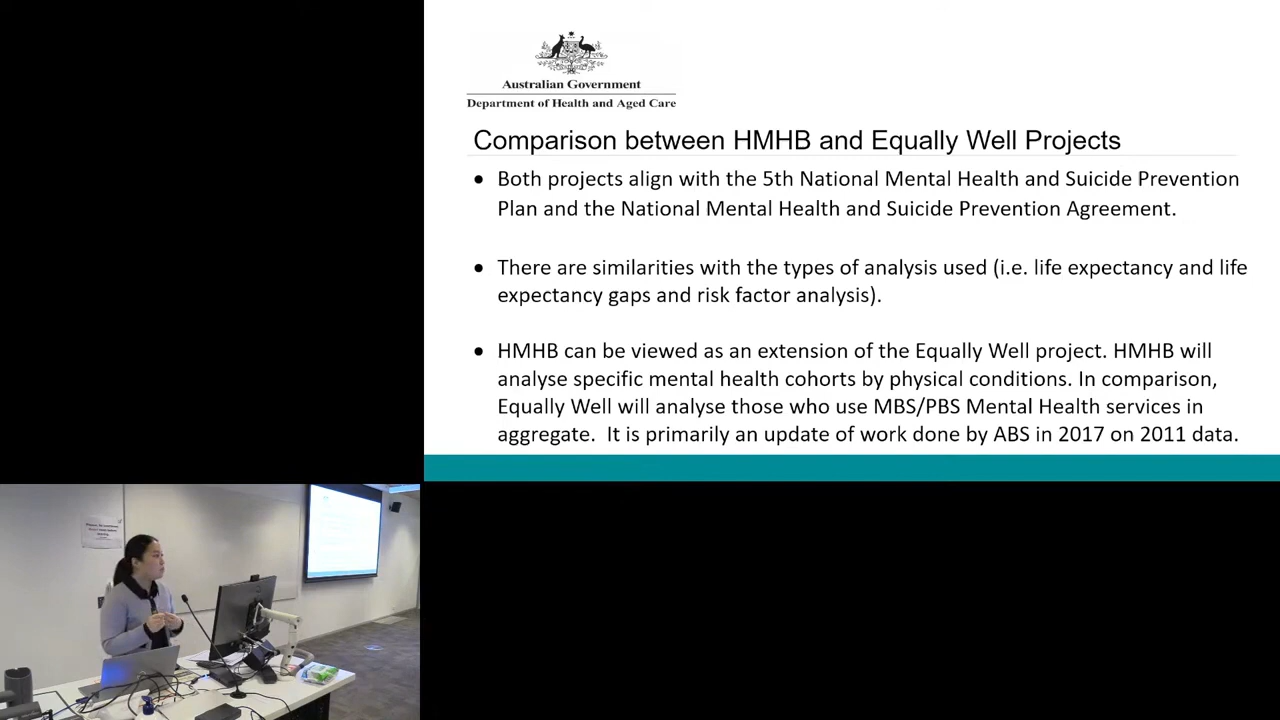 Australian Government
Department of Health and Aged Care
Comparison between HMHB and Equally Well Projects
• Both projects align with the 5th National Mental Health and Suicide Prevention
Plan and the National Mental Health and Suicide Prevention Agreement.
• There are similarities with the types of analysis used (i.e. life expectancy and life
expectancy gaps and risk factor analysis).
• HMHB can be viewed as an extension of the Equally Well project. HMHB will
analyse specific mental health cohorts by physical conditions. In comparison,
Equally Well will analyse those who use MBS/PBS Mental Health services in
aggregate.  It is primarily an update of work done by ABS in 2017 on 2011 data.